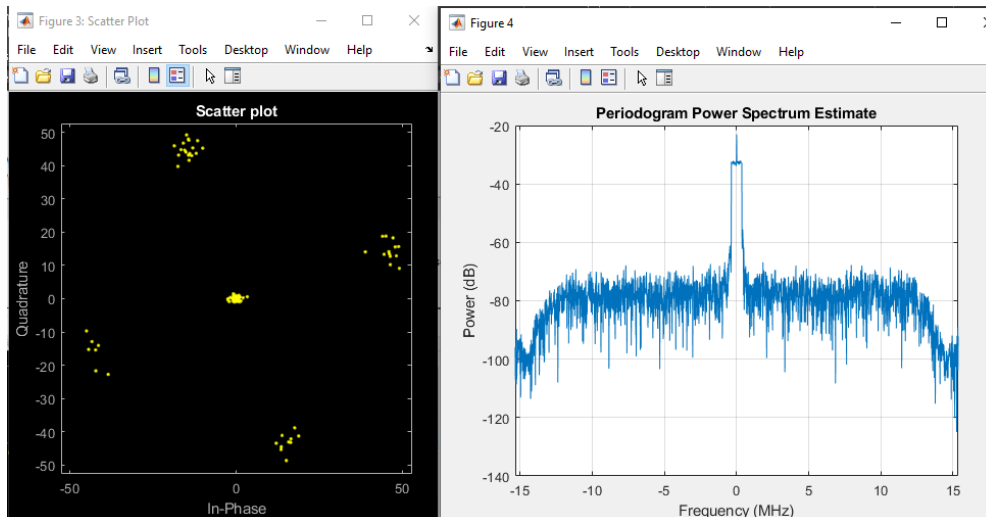 Figure 3: Scatter Plot
File Edit View Insert Tools Desktop Window Help
Scatter plot
50
40
30
20
10
0
-10
-20
-30
-40
-50
Quadrature
-50 0 50
In-Phase
Figure 4
File Edit View Insert Tools Desktop Window Help
Periodogram Power Spectrum Estimate
-20
-40
-60
-80
-100
-120
-140
Power (dB)
-15 -10 -5 0 5 10 15
Frequency (MHz)